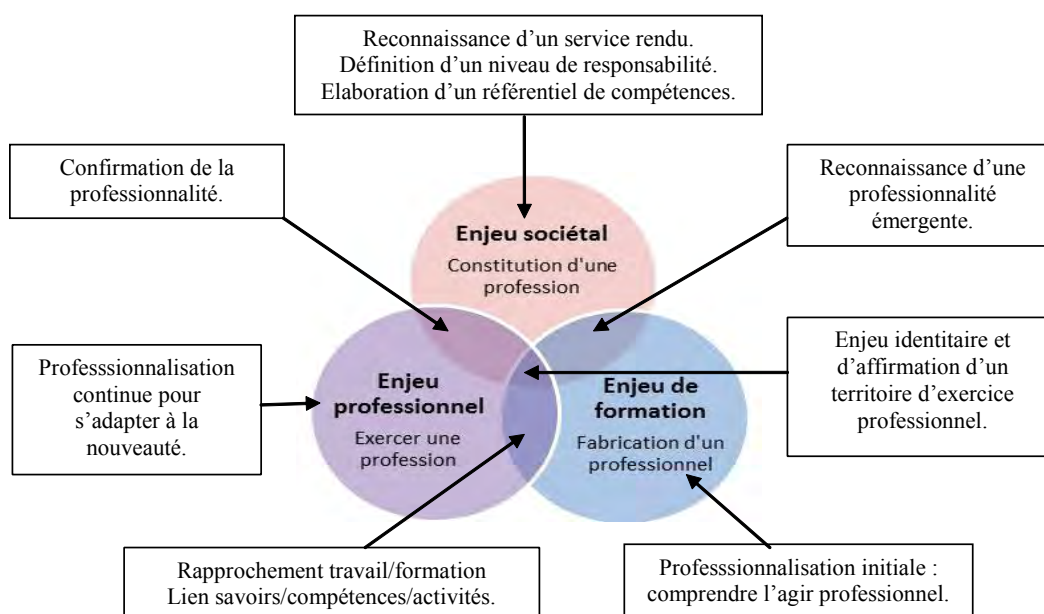 Reconnaissance d’un service rendu.
Définition d’un niveau de responsabilité.
Elaboration d’un référentiel de compétences.
Confirmation de la
professionnalité.
Reconnaissance d’une
professionnalité
émergente.
Enjeu sociétal
Constitution d'une
profession
Professsionnalisation
continue pour
s’adapter à la
nouveauté.
Enjeu
professionnel
Exercer une
profession
Enjeu de
formation
Fabrication d'un
professionnel
Enjeu identitaire et
d’affirmation d’un
territoire d’exercice
professionnel.
Rapprochement travail/formation
Lien savoirs/compétences/activités.
Professsionnalisation initiale :
comprendre l’agir professionnel.